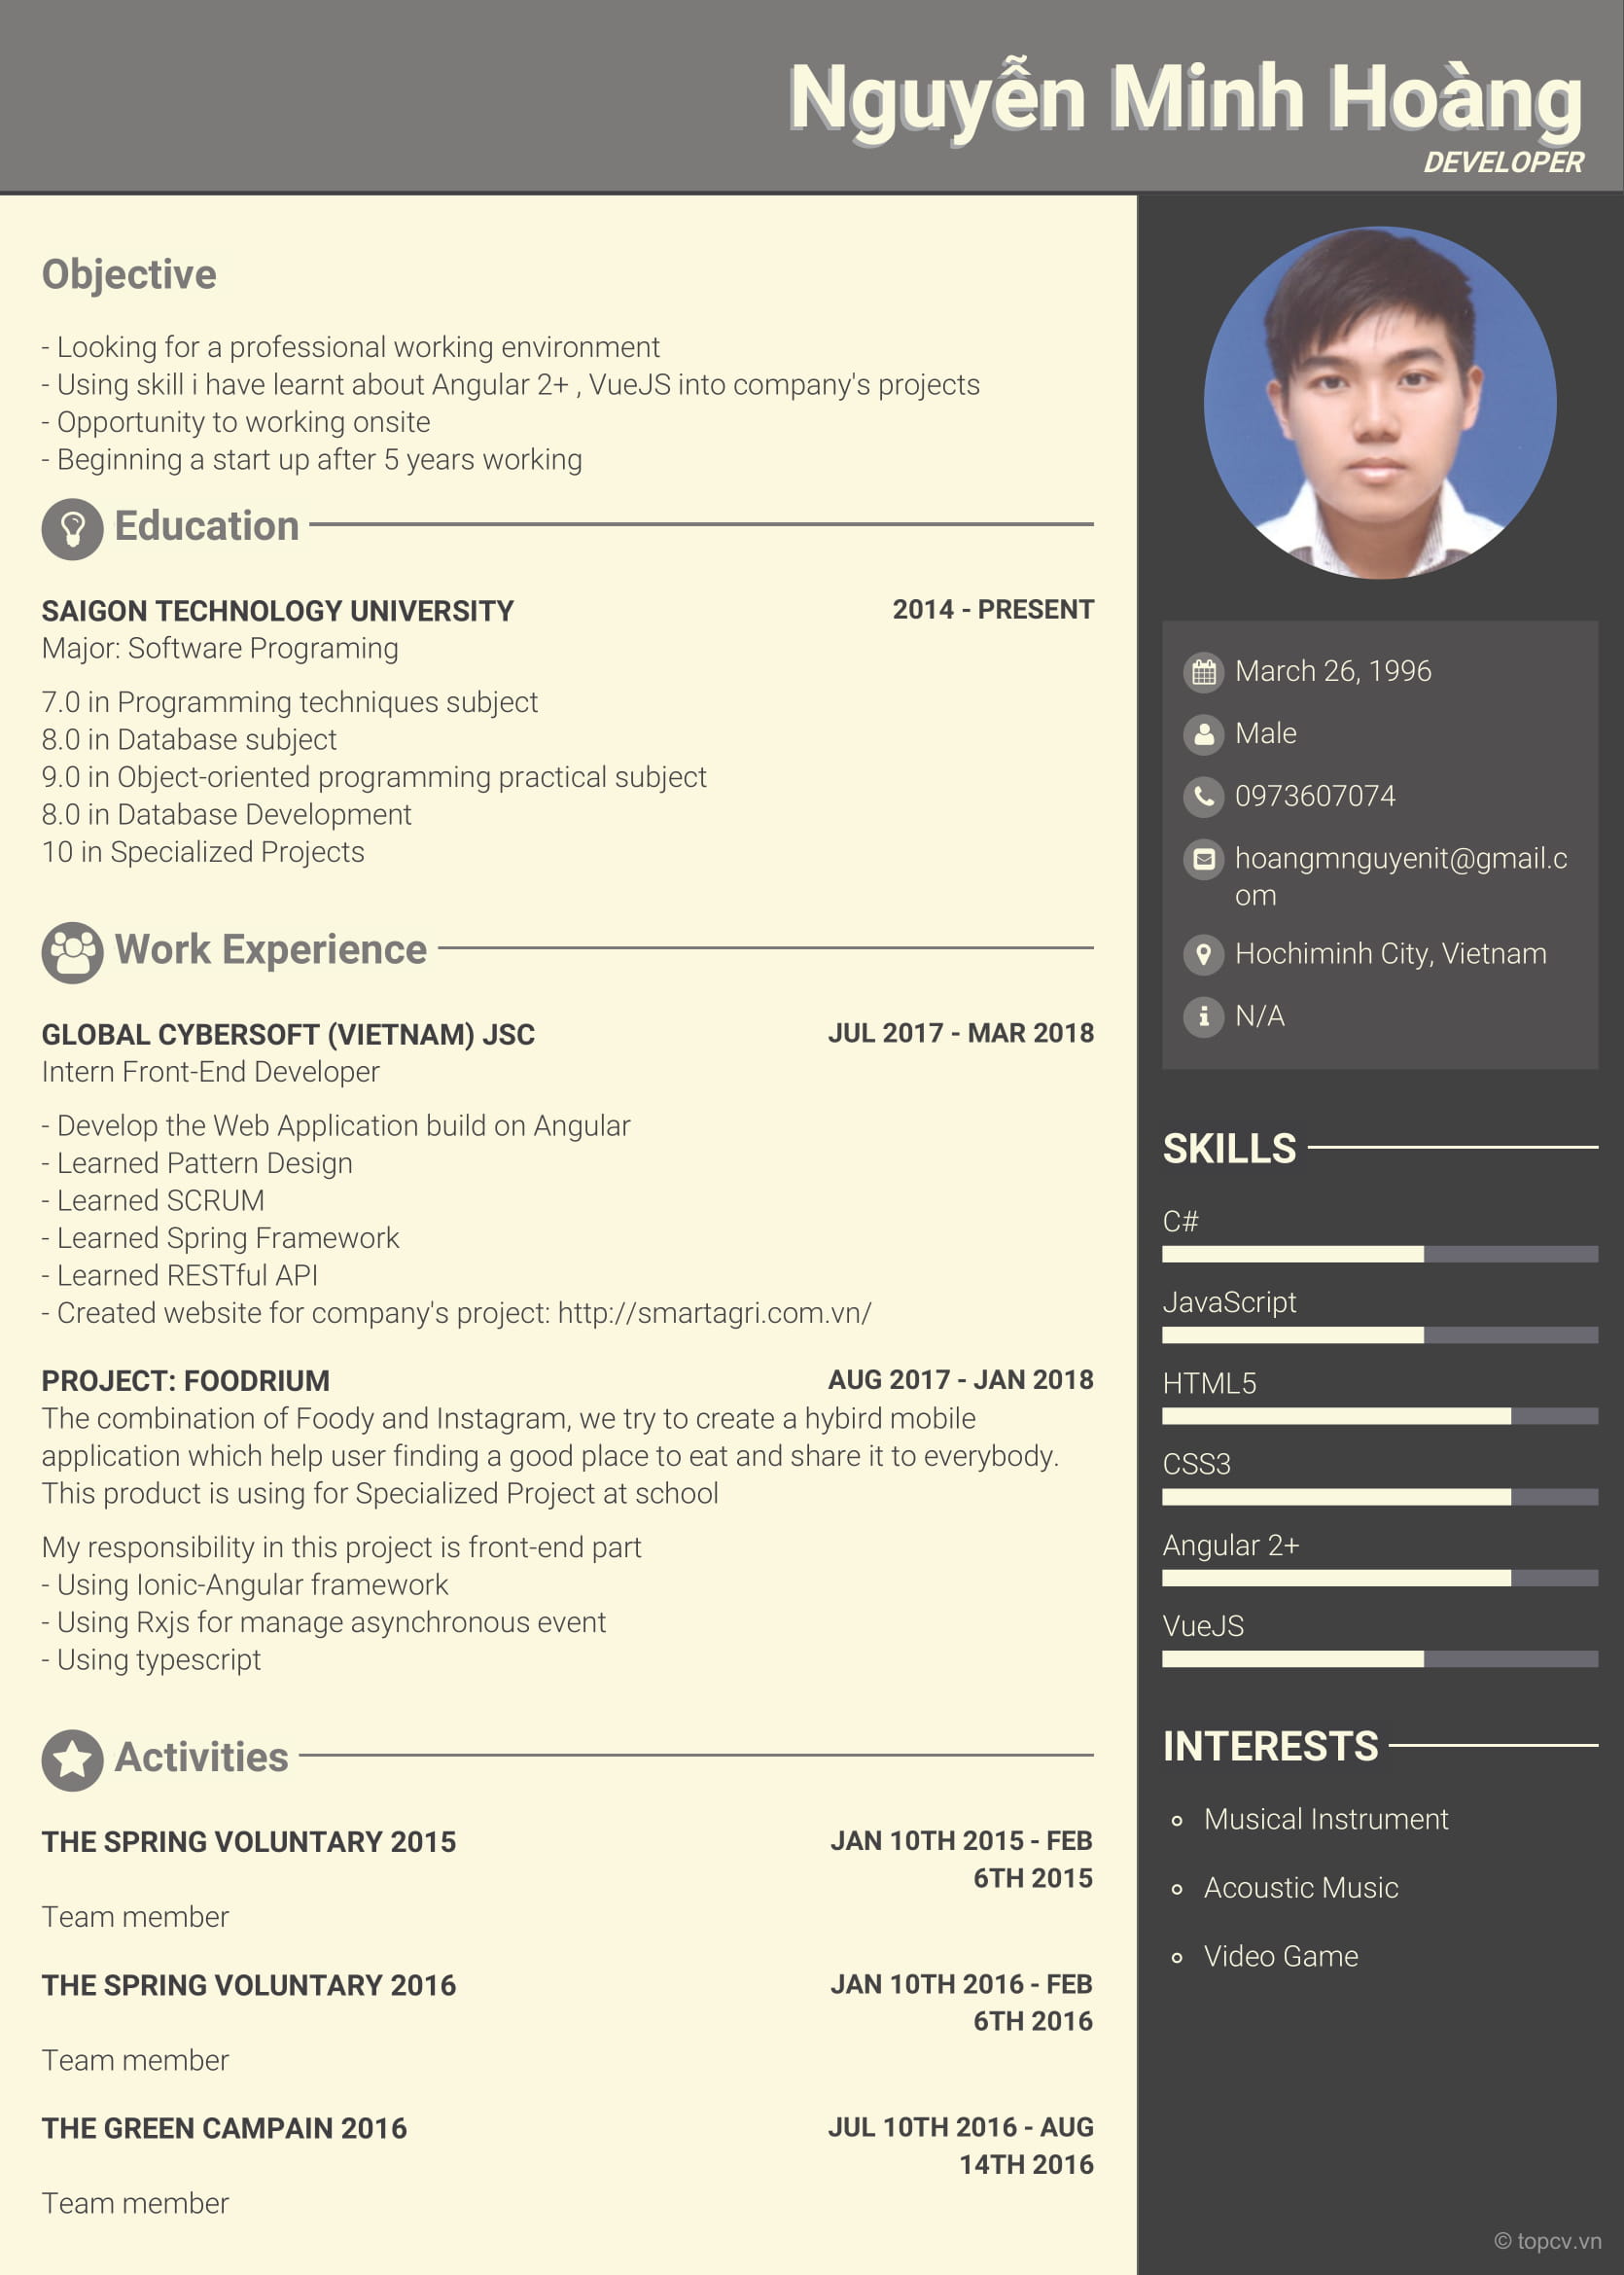 Nguyễn Minh Hoàng
DEVELOPER
Objective
- Looking for a professional working environment
- Using skill i have learnt about Angular 2+ , VueJS into company's projects
- Opportunity to working onsite
- Beginning a start up after 5 years working
Education
SAIGON TECHNOLOGY UNIVERSITY 2014 - PRESENT
Major: Software Programing
7.0 in Programming techniques subject
8.0 in Database subject
9.0 in Object-oriented programming practical subject
8.0 in Database Development
10 in Specialized Projects
Work Experience
GLOBAL CYBERSOFT (VIETNAM) JSC JUL 2017 - MAR 2018
Intern Front-End Developer
- Develop the Web Application build on Angular
- Learned Pattern Design
- Learned SCRUM
- Learned Spring Framework
- Learned RESTful API
- Created website for company's project: http://smartagri.com.vn/
PROJECT: FOODRIUM AUG 2017 - JAN 2018
The combination of Foody and Instagram, we try to create a hybird mobile
application which help user finding a good place to eat and share it to everybody.
This product is using for Specialized Project at school
My responsibility in this project is front-end part
- Using Ionic-Angular framework
- Using Rxjs for manage asynchronous event
- Using typescript
Activities
THE SPRING VOLUNTARY 2015 JAN 10TH 2015 - FEB
6TH 2015
Team member
THE SPRING VOLUNTARY 2016 JAN 10TH 2016 - FEB
6TH 2016
Team member
THE GREEN CAMPAIN 2016 JUL 10TH 2016 - AUG
14TH 2016
Team member
March 26, 1996
Male
0973607074
hoangmnguyenit@gmail.c
om
Hochiminh City, Vietnam
N/A
SKILLS
C#
JavaScript
HTML5
CSS3
Angular 2+
VueJS
INTERESTS
Musical Instrument
Acoustic Music
Video Game
© topcv.vn